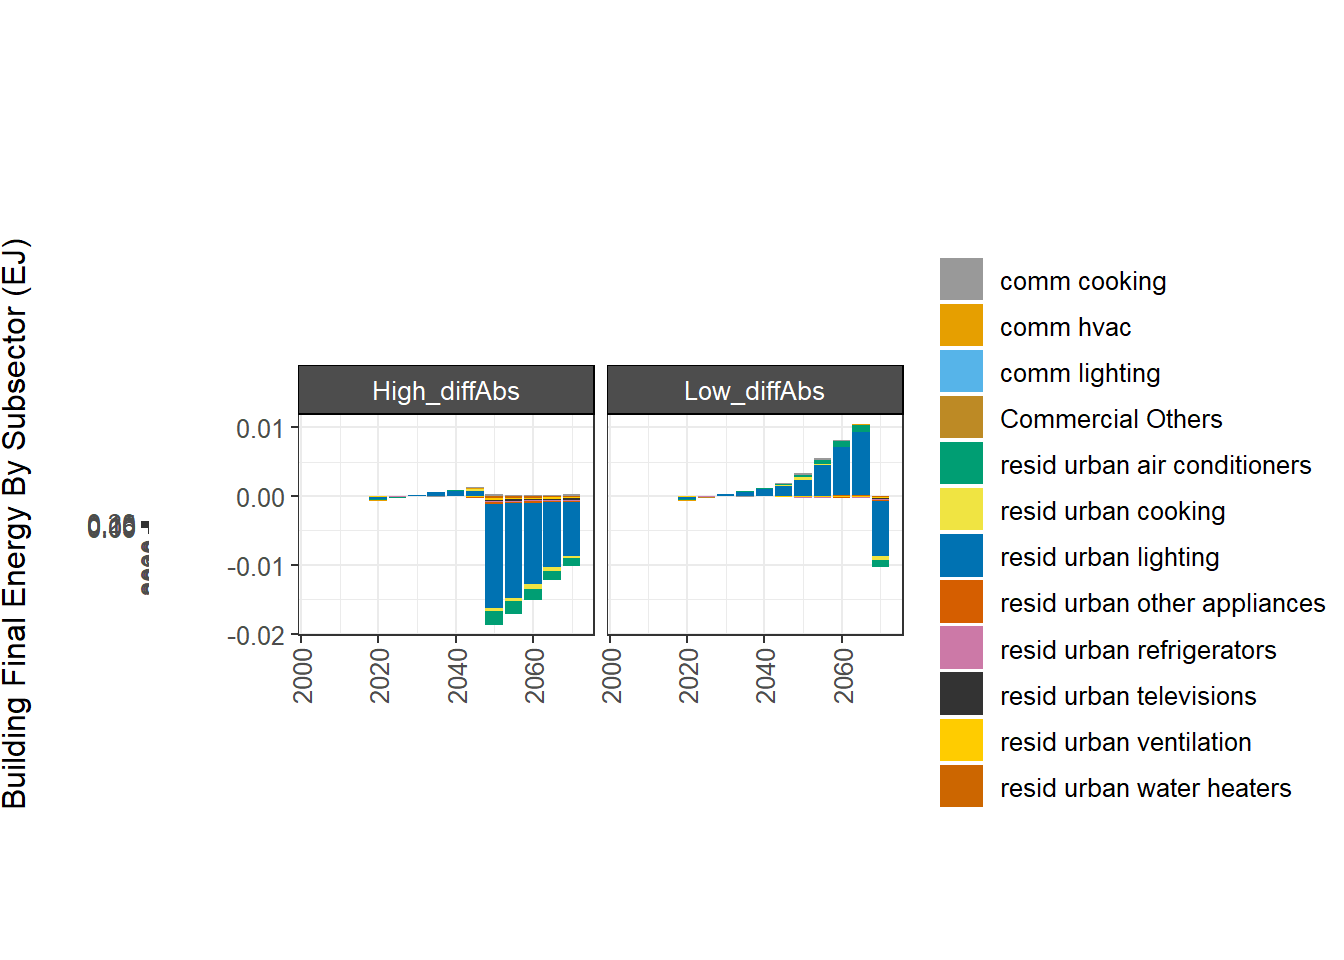 Building Final Energy By Subsector (EJ)
High_diffAbs
Low_diffAbs
0.01
0.00
-0.01
-0.02
2000
2020
2040
2060
2000
2020
2040
2060
comm cooking
comm hvac
comm lighting
Commercial Others
resid urban air conditioners
resid urban cooking
resid urban lighting
resid urban other appliances
resid urban refrigerators
resid urban televisions
resid urban ventilation
resid urban water heaters